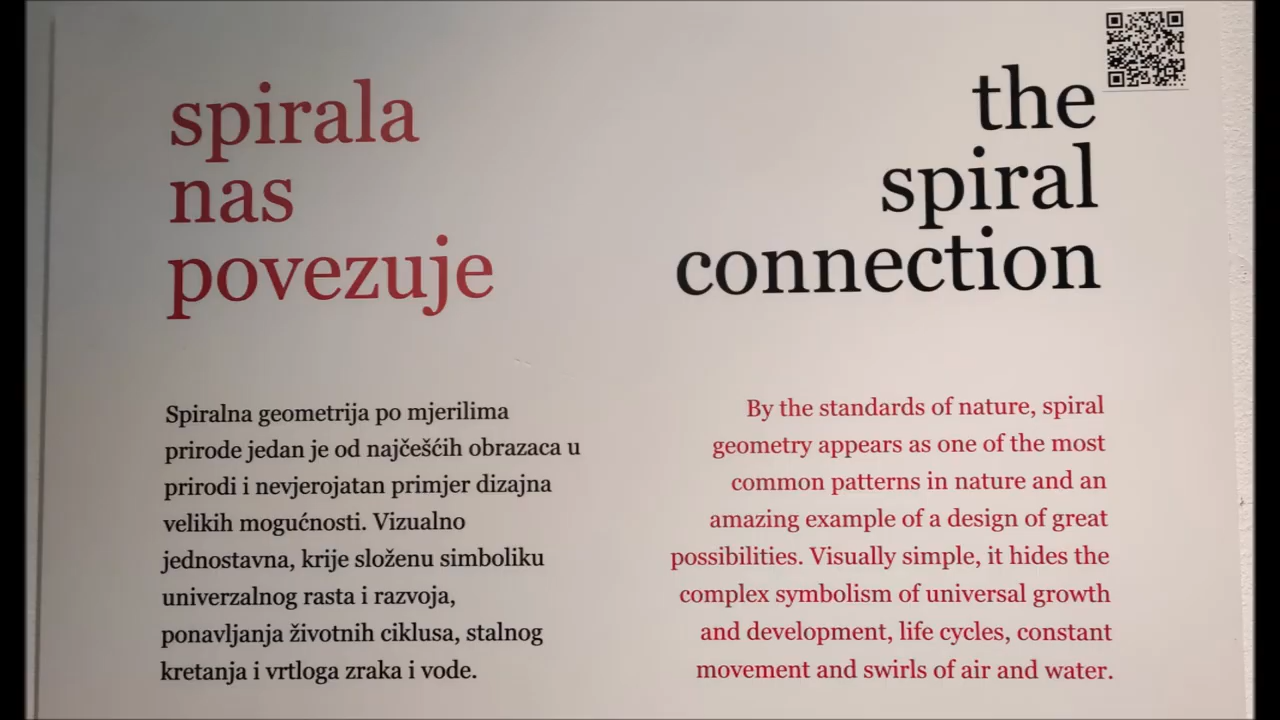 spirala
nas
povezuje
Spiralna geometrija po mjerilima
prirode jedan je od najčešćih obrazaca u
prirodi i nevjerojatan primjer dizajna
velikih mogućnosti. Vizualno
jednostavna, krije složenu simboliku
univerzalnog rasta i razvoja,
ponavljanja životnih ciklusa, stalnog
kretanja i vrtloga zraka i vode.
the
spiral
connection
By the standards of nature, spiral
geometry appears as one of the most
common patterns in nature and an
amazing example of a design of great
possibilities. Visually simple, it hides the
complex symbolism of universal growth
and development, life cycles, constant
movement and swirls of air and water.